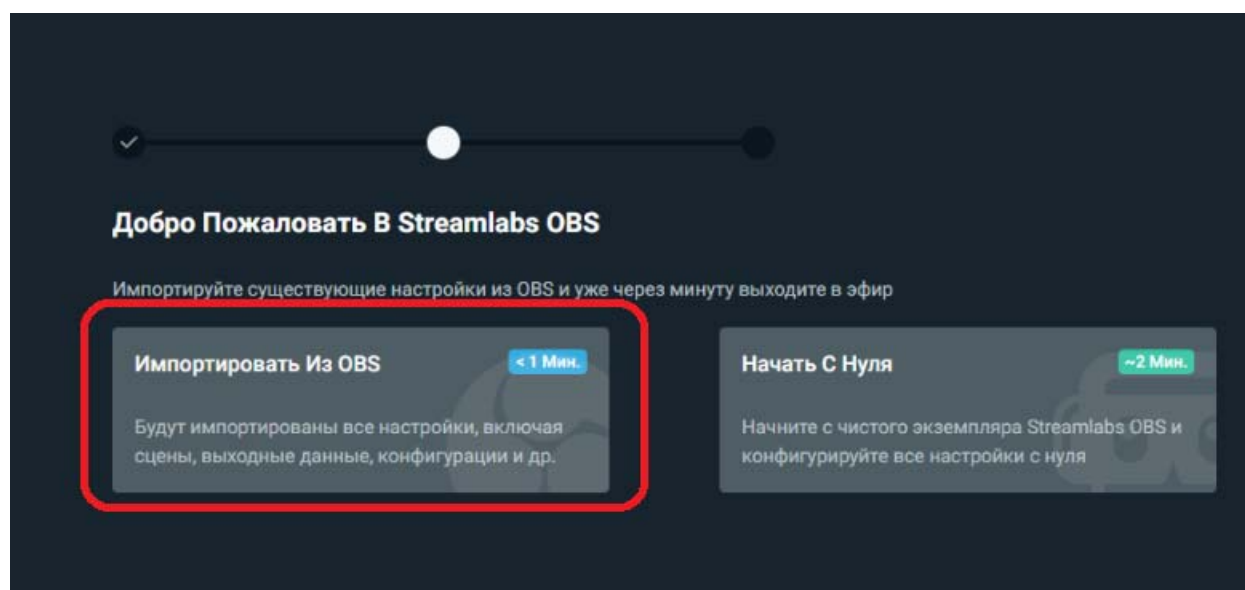 Добро Пожаловать В Streamlabs OBS
Импортируйте существующие настройки из OBS и уже через минуту выходите в эфир
Импортировать Из OBS
< 1 Мин.
Будут импортированы все настройки, включая
сцены, выходные данные, конфигурации и др.
Начать С Нуля
~2 Мин.
Начните с чистого экземпляра Streamlabs OBS и
конфигурируйте все настройки с нуля